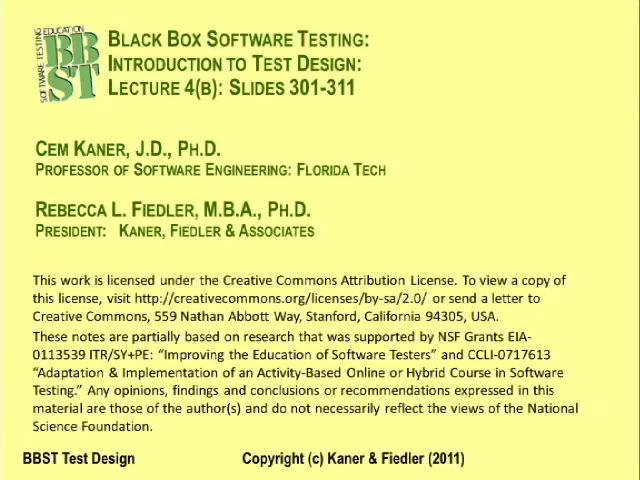 SOFTWARE TESTING
EDUCATION
BB
ST
BLACK BOX SOFTWARE TESTING:
INTRODUCTION TO TEST DESIGN:
LECTURE 4(B): SLIDES 301-311
CEM KANER, J.D., PH.D.
PROFESSOR OF SOFTWARE ENGINEERING: FLORIDA TECH
REBECCA L. FIEDLER, M.B.A., PH.D.
PRESIDENT: KANER, FIEDLER & ASSOCIATES
This work is licensed under the Creative Commons Attribution License. To view a copy of
this license, visit http://creativecommons.org/licenses/by-sa/2.0/ or send a letter to
Creative Commons, 559 Nathan Abbott Way, Stanford, California 94305, USA.
These notes are partially based on research that was supported by NSF Grants EIA-
0113539 ITR/SY+PE: “Improving the Education of Software Testers” and CCLI-0717613
“Adaptation & Implementation of an Activity-Based Online or Hybrid Course in Software
Testing.” Any opinions, findings and conclusions or recommendations expressed in this
material are those of the author(s) and do not necessarily reflect the views of the National
Science Foundation.
BBST Test Design Copyright (c) Kaner & Fiedler (2011)